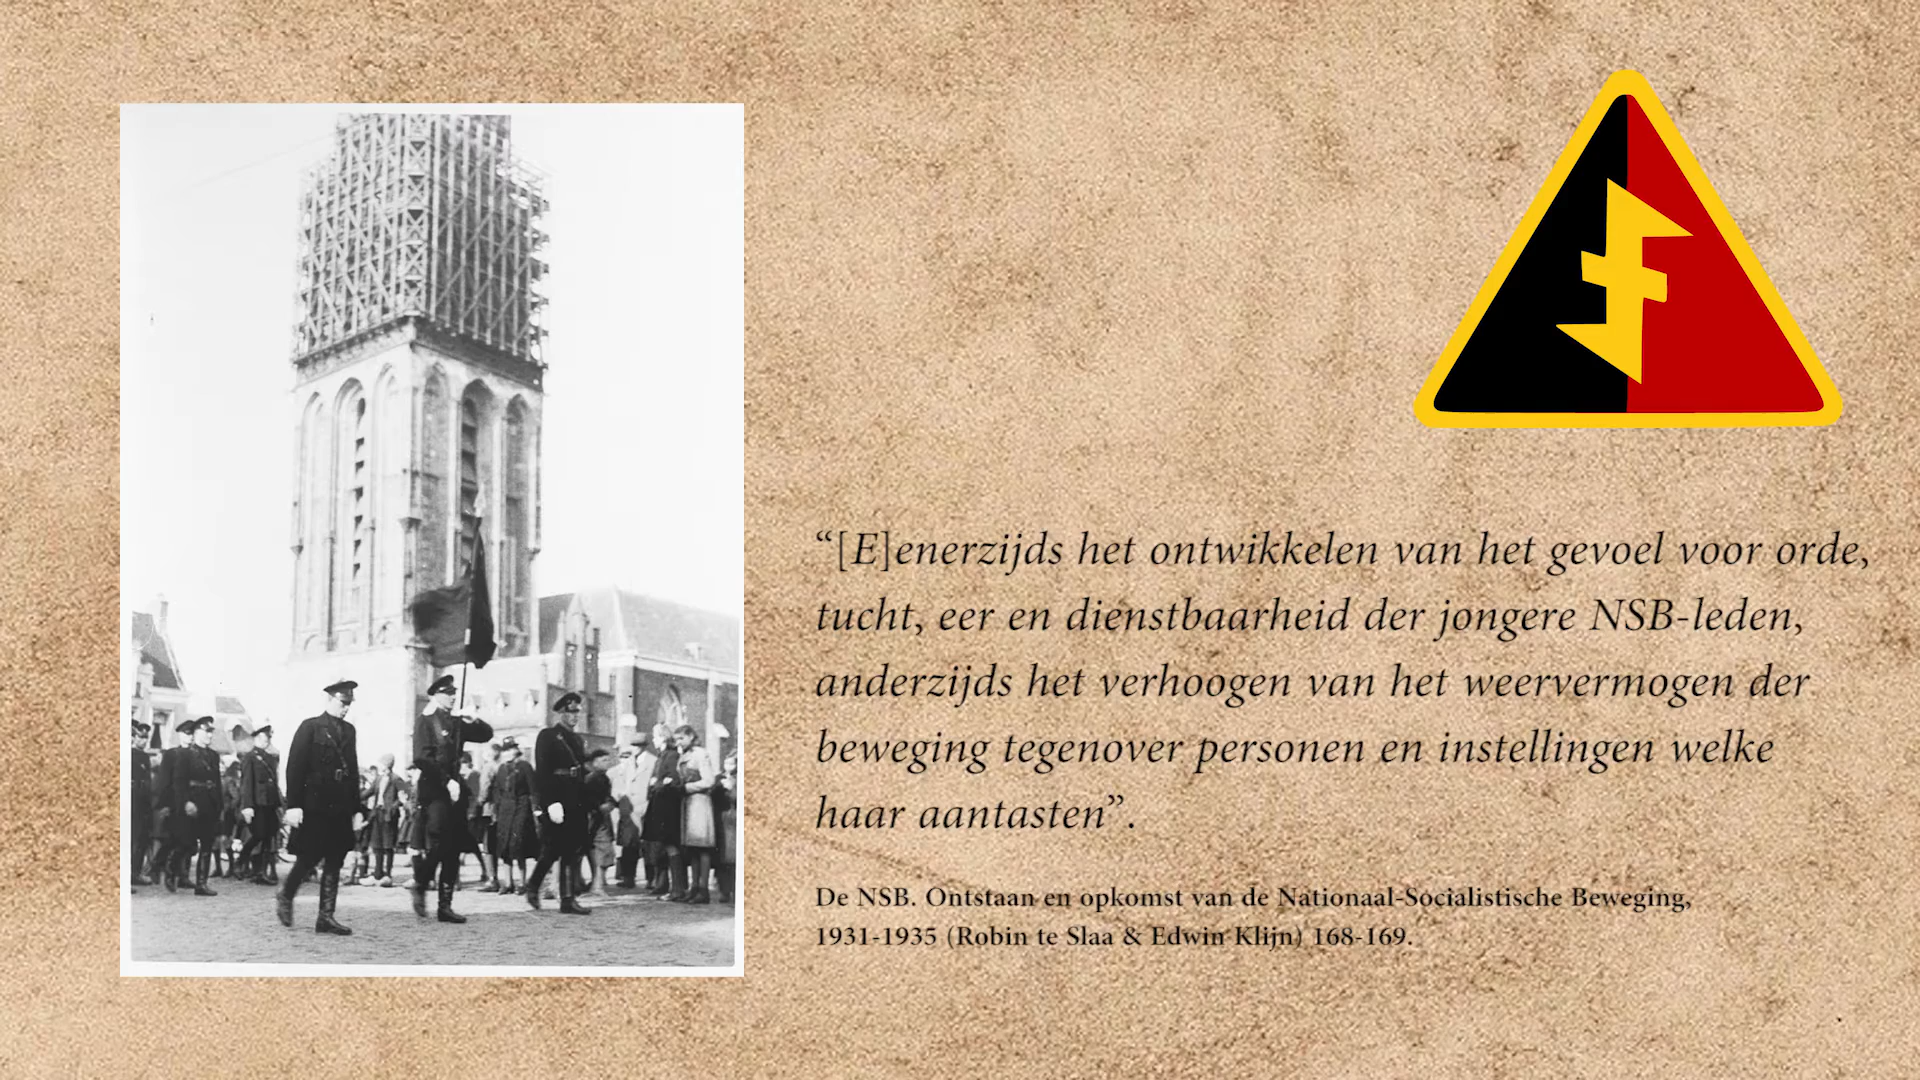 “[E]enerzijds het ontwikkelen van het gevoel voor orde,
tucht, eer en dienstbaarheid der jongere NSB-leden,
anderzijds het verhoogen van het weervermogen der
beweging tegenover personen en instellingen welke
haar aantasten”.
De NSB. Ontstaan en opkomst van de Nationaal-Socialistische Beweging,
1931-1935 (Robin te Slaa & Edwin Klijn) 168-169.